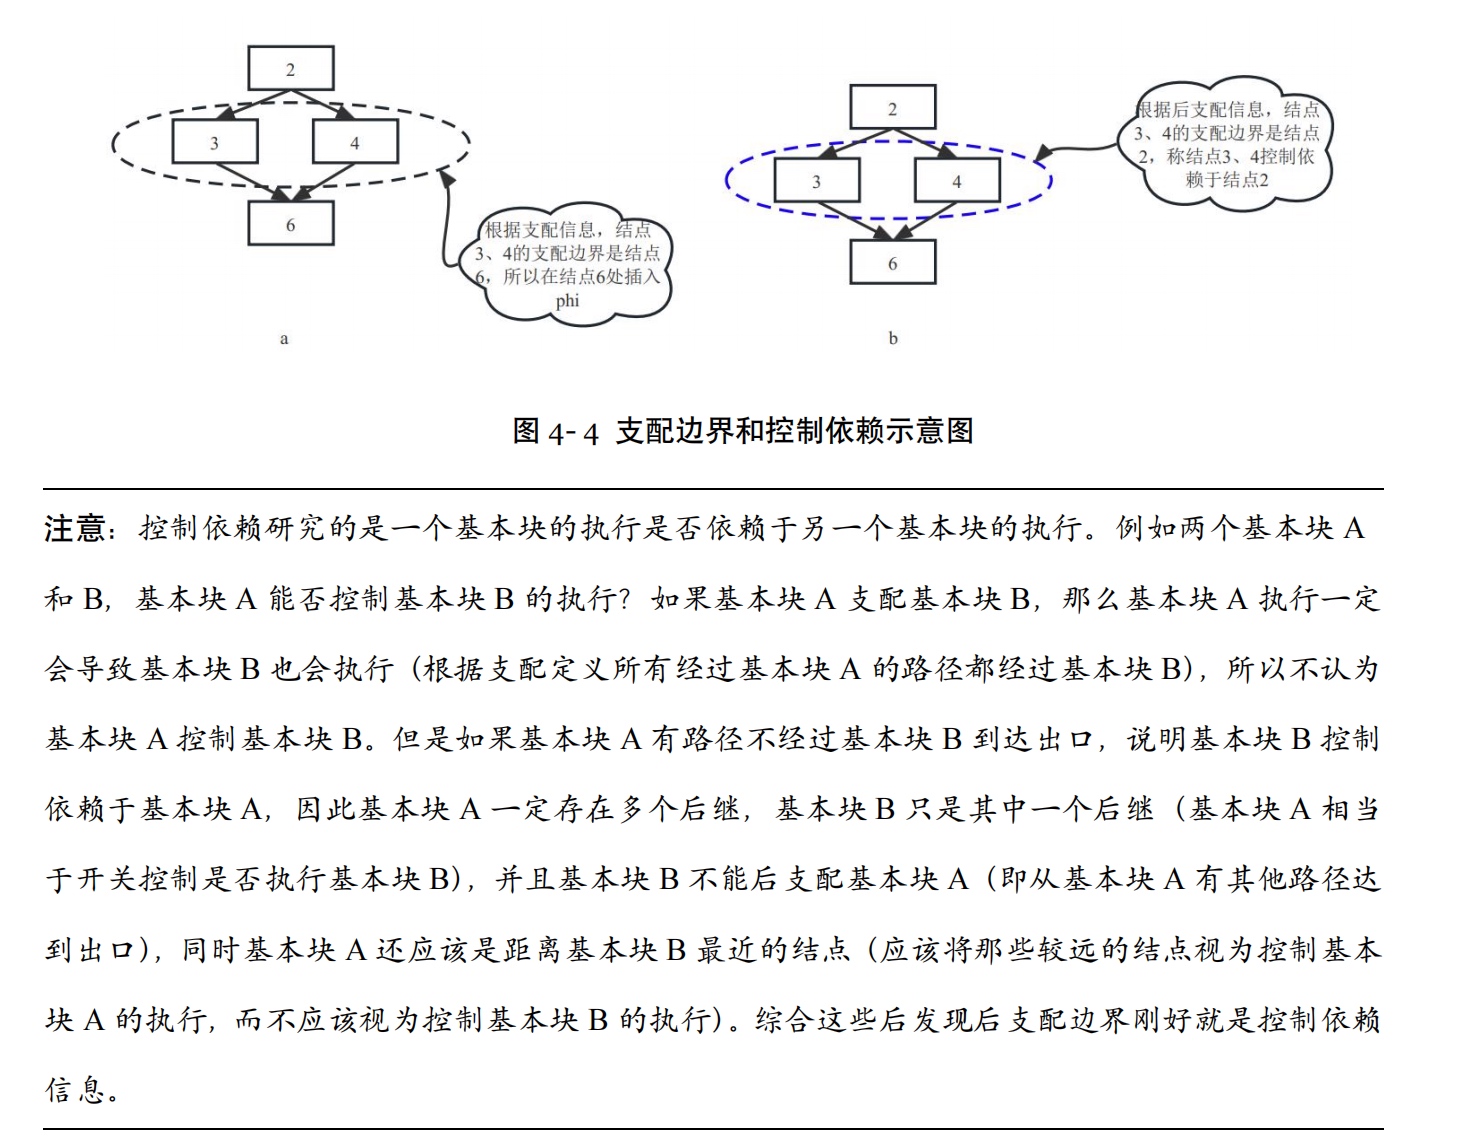 2
3
4
6
根据支配信息，结点
3、4的支配边界是结点
6，所以在结点6处插入
phi
a
2
3
4
6
根据后支配信息，结点
3、4的支配边界是结点
2，称结点3、4控制依
赖于结点2
b
图 4- 4 支配边界和控制依赖示意图
注意：控制依赖研究的是一个基本块的执行是否依赖于另一个基本块的执行。例如两个基本块 A
和 B，基本块 A 能否控制基本块 B 的执行？如果基本块 A 支配基本块 B，那么基本块 A 执行一定
会导致基本块 B 也会执行（根据支配定义所有经过基本块 A 的路径都经过基本块 B），所以不认为
基本块 A 控制基本块 B。但是如果基本块 A 有路径不经过基本块 B 到达出口，说明基本块 B 控制
依赖于基本块 A，因此基本块 A 一定存在多个后继，基本块 B 只是其中一个后继（基本块 A 相当
于开关控制是否执行基本块 B），并且基本块 B 不能后支配基本块 A（即从基本块 A 有其他路径达
到出口），同时基本块 A 还应该是距离基本块 B 最近的结点（应该将那些较远的结点视为控制基本
块 A 的执行，而不应该视为控制基本块 B 的执行）。综合这些后发现后支配边界刚好就是控制依赖
信息。